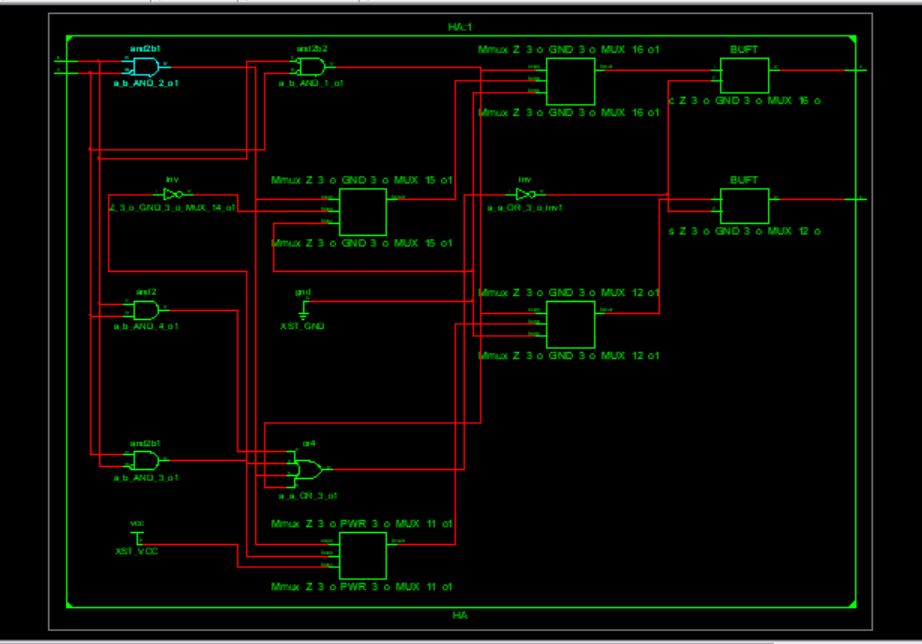 HA:1
and2b1
a_b_AND_2_o1
and2b2
a_b_AND_1_o1
Mmux Z 3 o GND 3 o MUX 16 o1
Mmux Z 3 o GND 3 o MUX 16 o1
BUFT
c Z 3 o GND 3 o MUX 16 o
inv
Z_3_o_GND_3_o_MUX_14_o1
Mmux Z 3 o GND 3 o MUX 15 o1
Mmux Z 3 o GND 3 o MUX 15 o1
inv
a_a_OR_3_o_inv1
BUFT
s Z 3 o GND 3 o MUX 12 o
and2
a_b_AND_4_o1
gnd
XST_GND
Mmux Z 3 o GND 3 o MUX 12 o1
Mmux Z 3 o GND 3 o MUX 12 o1
and2b1
a_b_AND_3_o1
or4
a_a_OR_3_o1
vcc
XST_VCC
Mmux Z 3 o PWR 3 o MUX 11 o1
Mmux Z 3 o PWR 3 o MUX 11 o1
HA